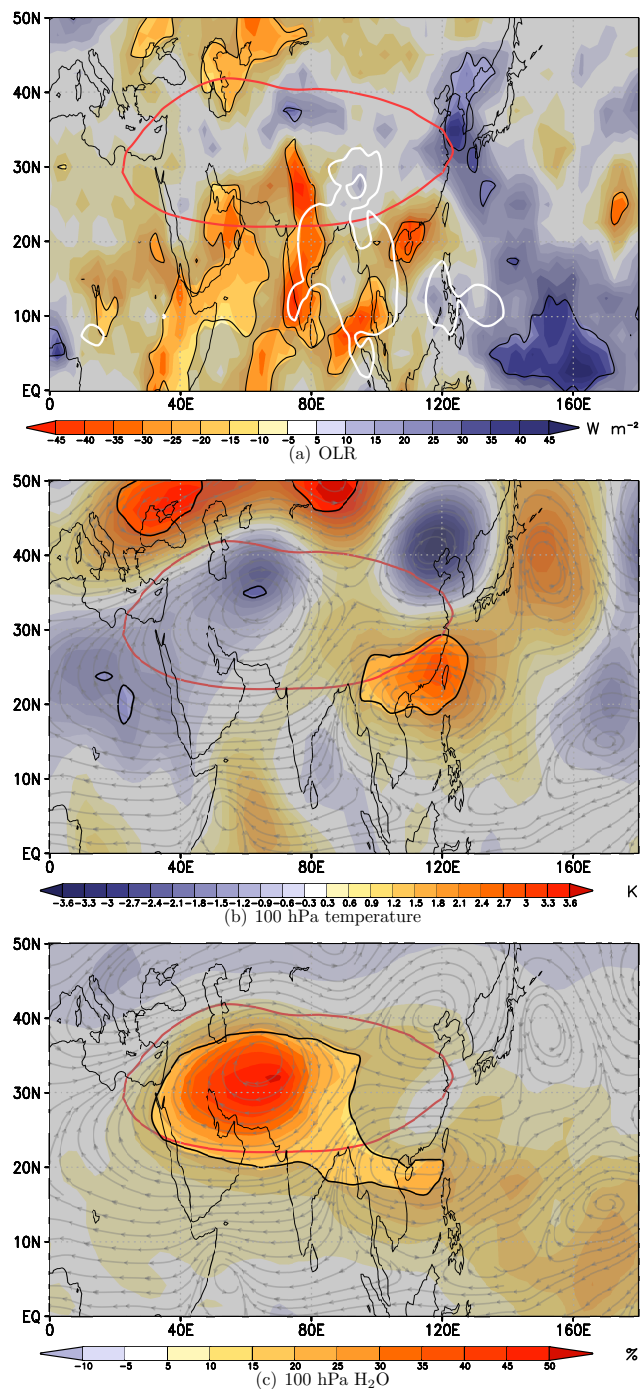 50N
40N
30N
20N
10N
EQ
0 40E 80E 120E 160E
-45 -40 -35 -30 -25 -20 -15 -10 -5 5 10 15 20 25 30 35 40 45 W m⁻²
(a) OLR
50N
40N
30N
20N
10N
EQ
0 40E 80E 120E 160E
-3.6 -3.3 -3 -2.7 -2.4 -2.1 -1.8 -1.5 -1.2 -0.9 -0.6 -0.3 0.3 0.6 0.9 1.2 1.5 1.8 2.1 2.4 2.7 3 3.3 3.6 K
(b) 100 hPa temperature
50N
40N
30N
20N
10N
EQ
0 40E 80E 120E 160E
-10 -5 5 10 15 20 25 30 35 40 45 50 %
(c) 100 hPa H₂O